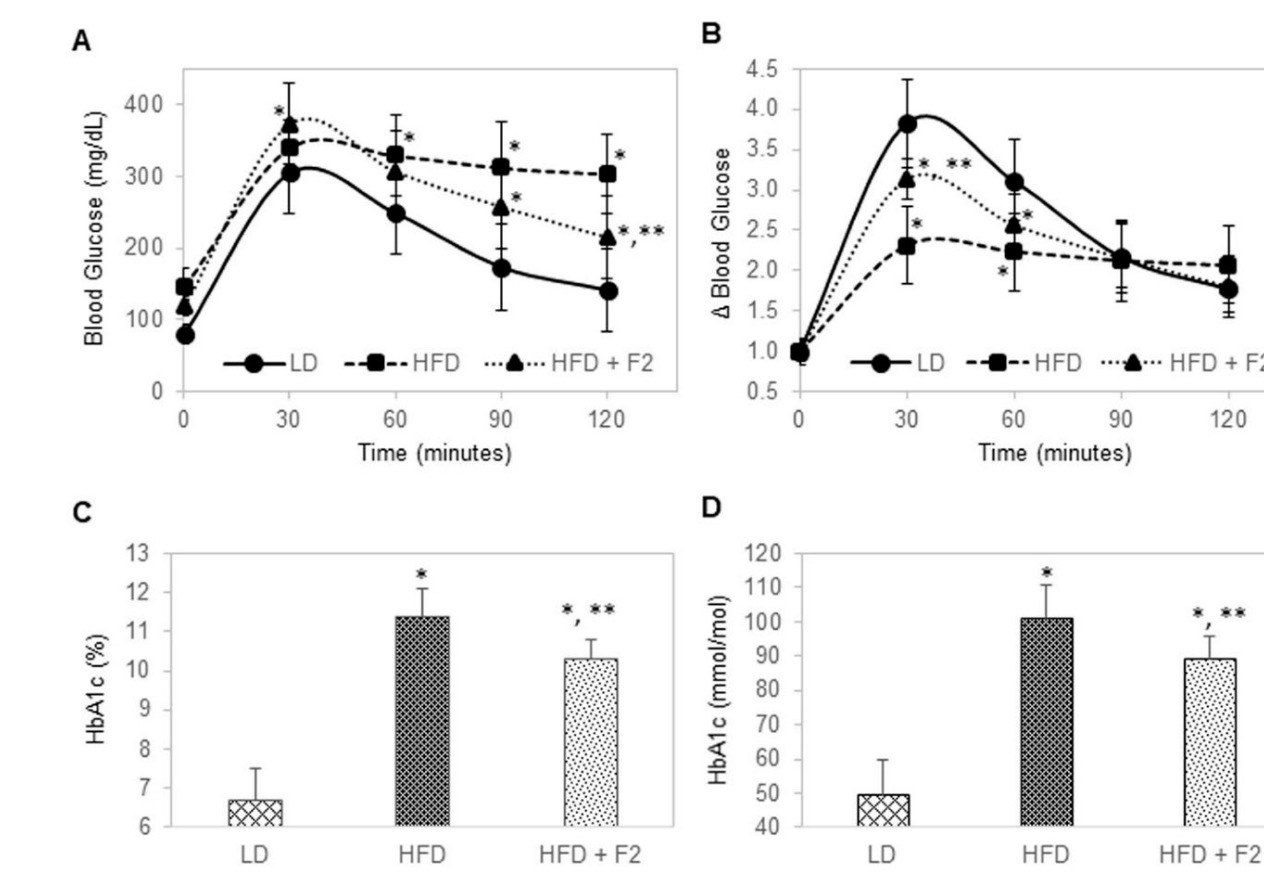 A
Blood Glucose (mg/dL)
400
300
200
100
0
*
*
*
*
*
*,**
LD HFD HFD + F2
0 30 60 90 120
Time (minutes)
B
Δ Blood Glucose
4.5
4.0
3.5
3.0
2.5
2.0
1.5
1.0
0.5
*, **
*
*
*
LD HFD HFD + F2
0 30 60 90 120
Time (minutes)
C
HbA1c (%)
13
12
11
10
9
8
7
6
*
*, **
LD HFD HFD + F2
D
HbA1c (mmol/mol)
120
110
100
90
80
70
60
50
40
*
*, **
LD HFD HFD + F2